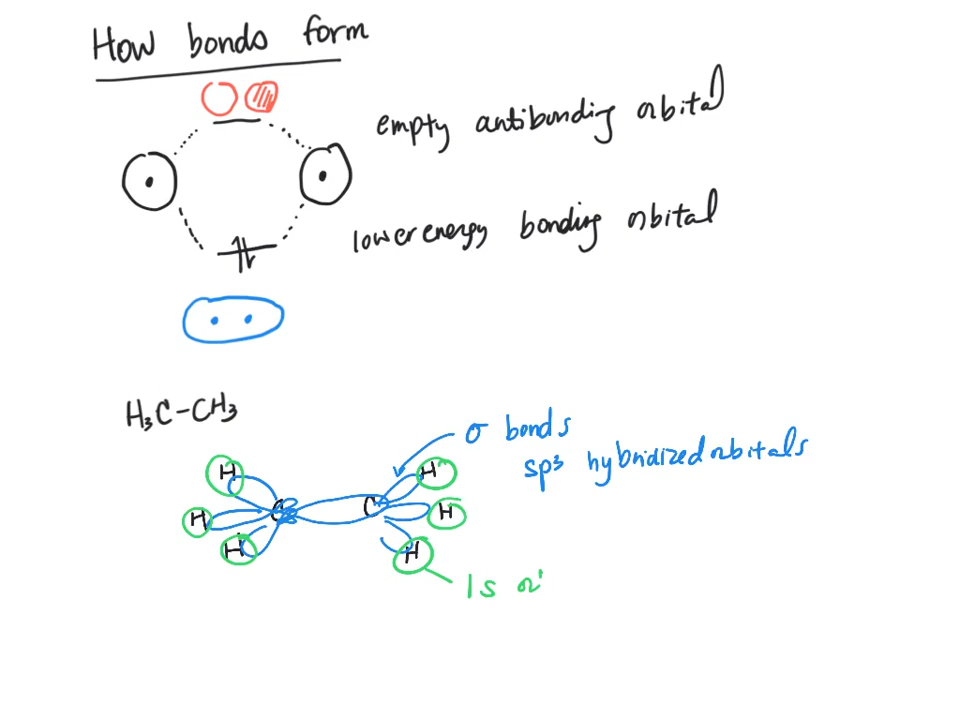 How bonds form
empty antibonding orbital
lower energy bonding orbital
H₃C-CH₃
σ bonds
sp³ hybridized orbitals
H H
H C C H
H H
1s